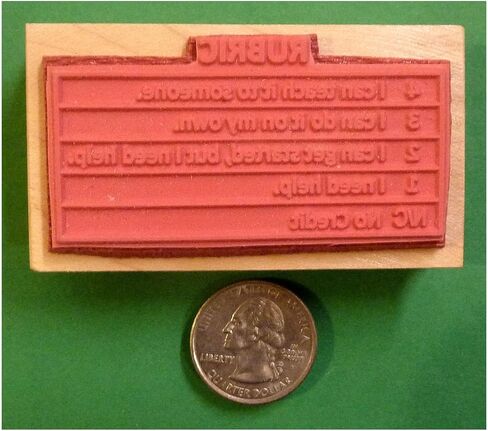 RUBRIC
4 I can teach it to someone.
3 I can do it on my own.
2 I can get started, but I need help.
1 I need help.
NC No Credit
UNITED STATES OF AMERICA
LIBERTY
IN
GOD WE
TRUST
QUARTER DOLLAR